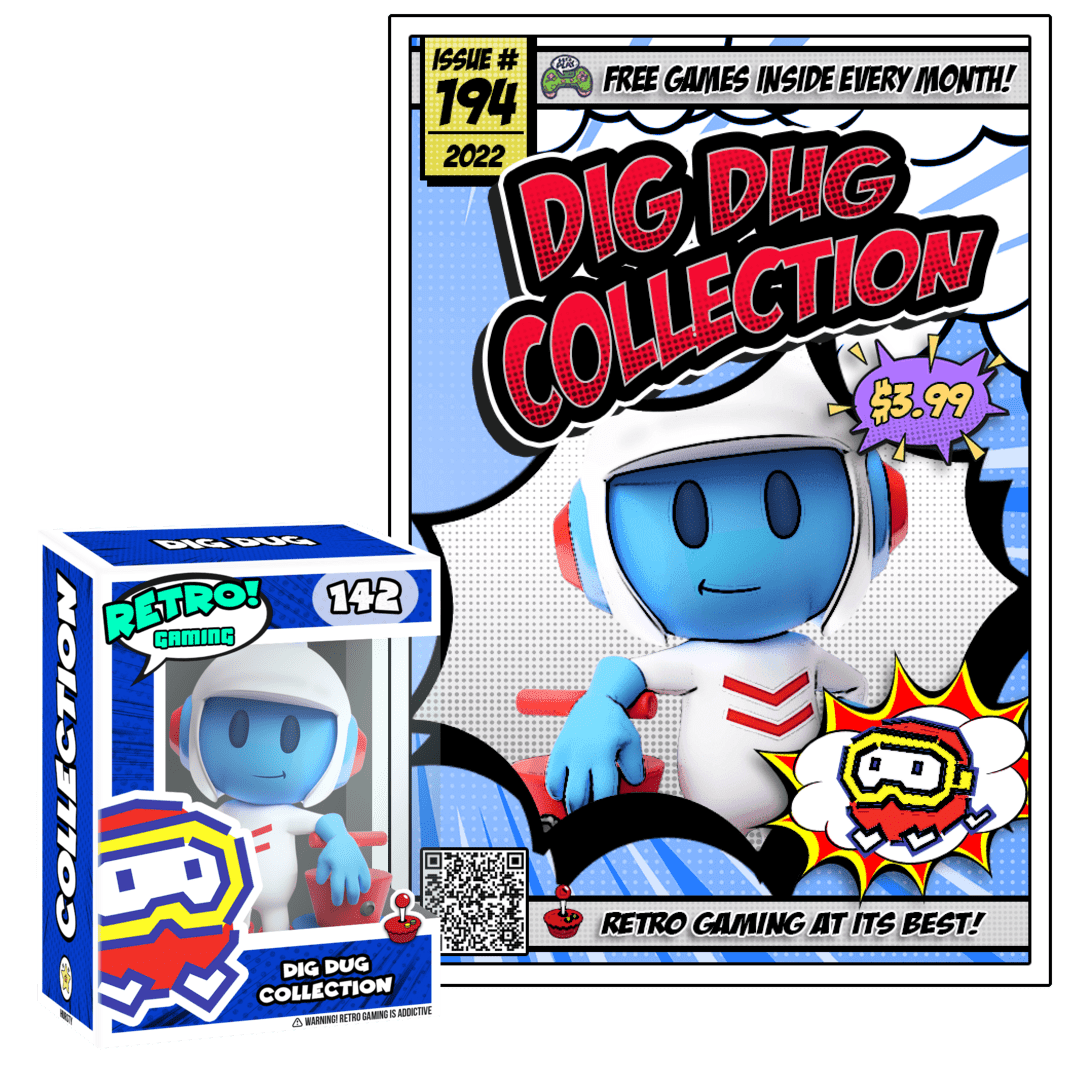 ISSUE #
194
2022
FREE GAMES INSIDE EVERY MONTH!
DIG DUG
COLLECTION
$3.99
RETRO GAMING AT ITS BEST!
DIG DUG
COLLECTION
RETRO!
GAMING
142
DIG DUG
COLLECTION
WARNING! RETRO GAMING IS ADDICTIVE